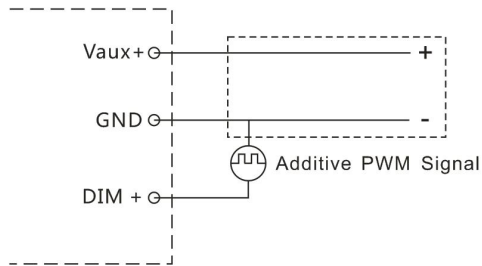 Vaux+ +
GND -
Additive PWM Signal
DIM +